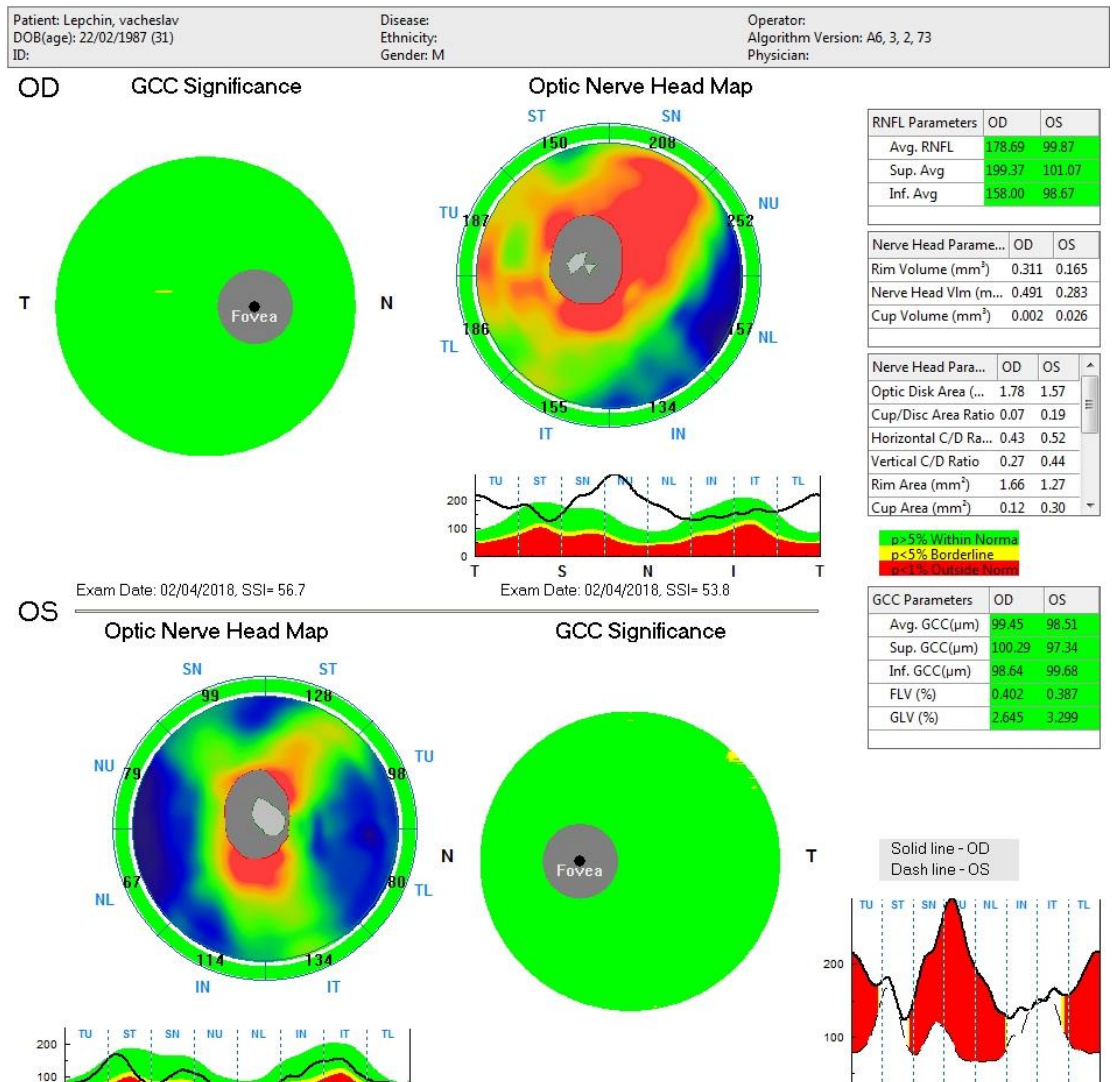 Patient: Lepchin, vacheslav Disease: Operator:
DOB(age): 22/02/1987 (31) Ethnicity: Algorithm Version: A6, 3, 2, 73
ID: Gender: M Physician:
OD GCC Significance Optic Nerve Head Map
ST SN
150 208
TU 187 252 NU
T Fovea N
TL 186 157 NL
155 134
IT IN
TU ST SN NU NL IN IT TL
200
100
0
T S N I T
Exam Date: 02/04/2018, SSI= 56.7 Exam Date: 02/04/2018, SSI= 53.8
RNFL Parameters OD OS
Avg. RNFL 178.69 99.87
Sup. Avg 199.37 101.07
Inf. Avg 158.00 98.67
Nerve Head Parame... OD OS
Rim Volume (mm³) 0.311 0.165
Nerve Head Vlm (m... 0.491 0.283
Cup Volume (mm³) 0.002 0.026
Nerve Head Para... OD OS
Optic Disk Area (... 1.78 1.57
Cup/Disc Area Ratio 0.07 0.19
Horizontal C/D Ra... 0.43 0.52
Vertical C/D Ratio 0.27 0.44
Rim Area (mm²) 1.66 1.27
Cup Area (mm²) 0.12 0.30
p>5% Within Norma
p<5% Borderline
p<1% Outside Norm
GCC Parameters OD OS
Avg. GCC(µm) 99.45 98.51
Sup. GCC(µm) 100.29 97.34
Inf. GCC(µm) 98.64 99.68
FLV (%) 0.402 0.387
GLV (%) 2.645 3.299
OS
Optic Nerve Head Map GCC Significance
SN ST
99 128
NU 79 98 TU
N Fovea T
NL 67 80 TL
114 134
IN IT
TU ST SN NU NL IN IT TL
200
100
Solid line - OD
Dash line - OS
TU ST SN U NL IN IT TL
200
100